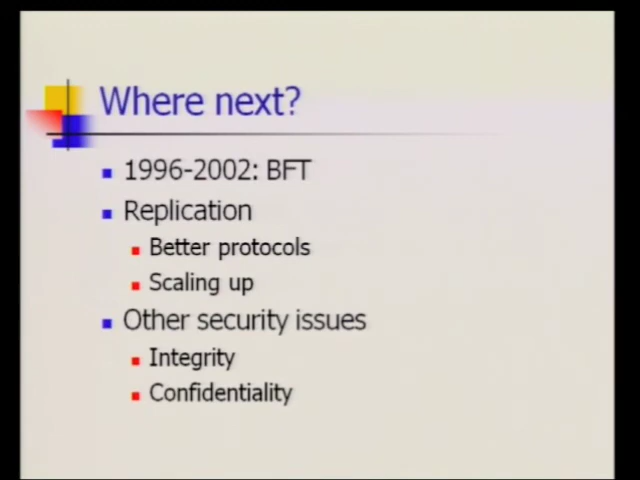 Where next?
1996-2002: BFT
Replication
Better protocols
Scaling up
Other security issues
Integrity
Confidentiality